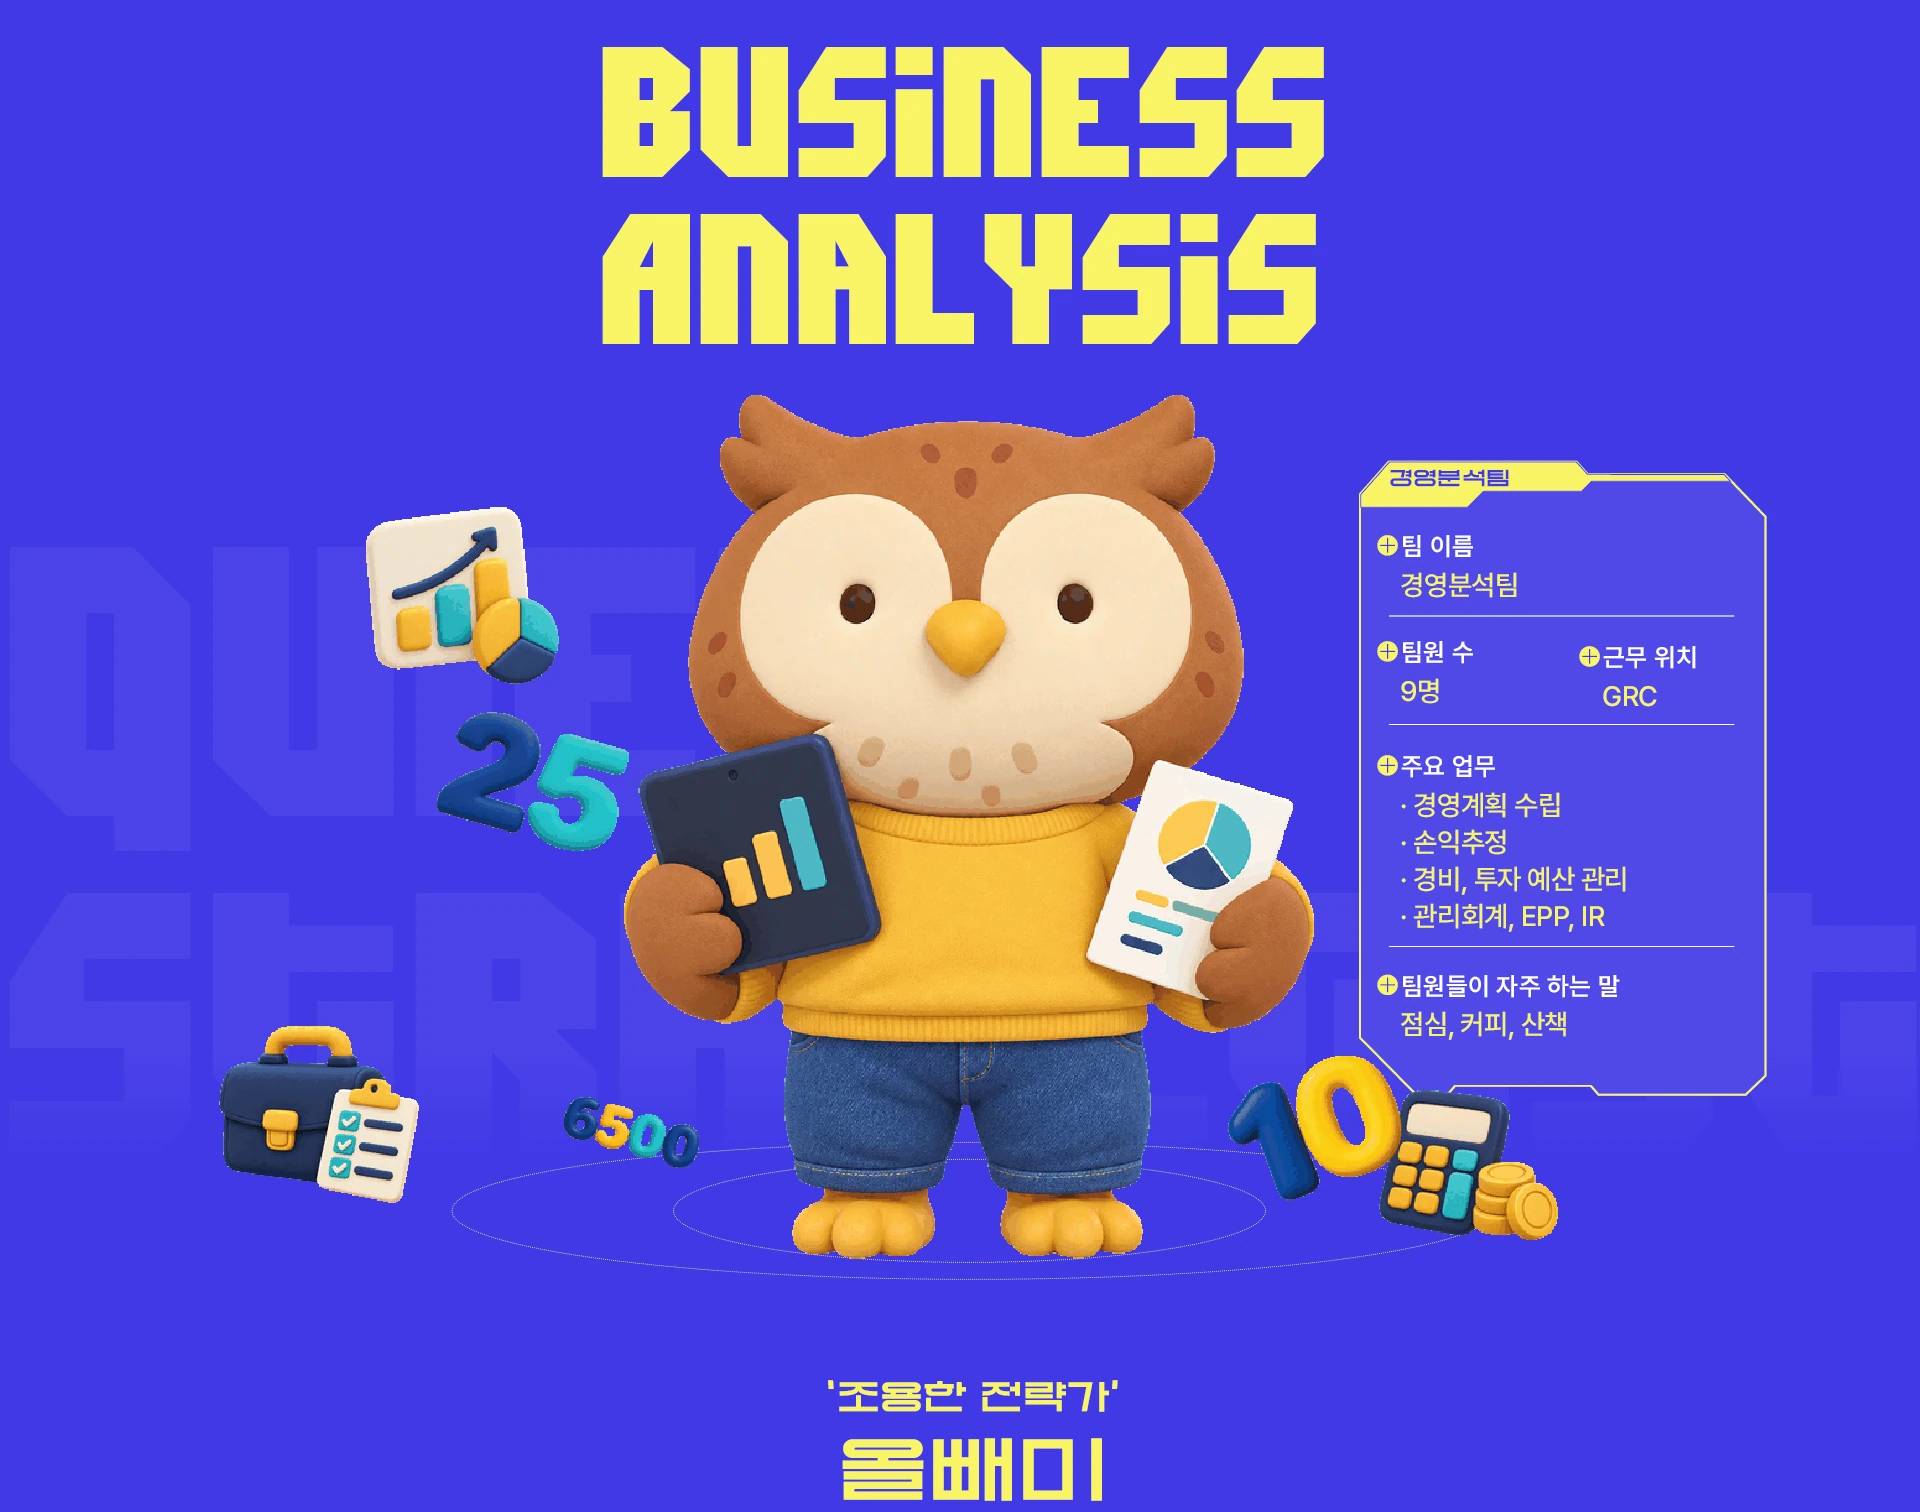 BUSiNESS
ANALYSiS
경영분석팀
팀 이름
경영분석팀
팀원 수
9명
근무 위치
GRC
주요 업무
· 경영계획 수립
· 손익추정
· 경비, 투자 예산 관리
· 관리회계, EPP, IR
팀원들이 자주 하는 말
점심, 커피, 산책
25
6500
10
'조용한 전략가'
올빼미